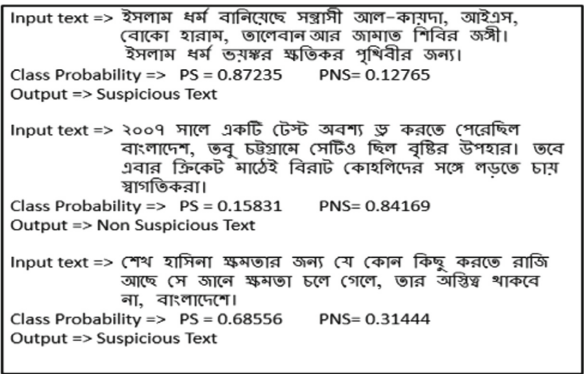 Input text => ইসলাম ধর্ম বানিয়েছে সন্ত্রাসী আল-কায়দা, আইএস,
বোকো হারাম, তালেবান আর জামাত শিবির জঙ্গী।
ইসলাম ধর্ম ভয়ঙ্কর ক্ষতিকর পৃথিবীর জন্য।
Class Probability => PS = 0.87235 PNS= 0.12765
Output => Suspicious Text
Input text => ২০০৭ সালে একটি টেস্ট অবশ্য ড্র করতে পেরেছিল
বাংলাদেশ, তবু চট্টগ্রামে সেটিও ছিল বৃষ্টির উপহার। তবে
এবার ক্রিকেট মাঠেই বিরাট কোহলিদের সঙ্গে লড়তে চায়
স্বাগতিকরা।
Class Probability => PS = 0.15831 PNS= 0.84169
Output => Non Suspicious Text
Input text => শেখ হাসিনা ক্ষমতার জন্য যে কোন কিছু করতে রাজি
আছে সে জানে ক্ষমতা চলে গেলে, তার অস্তিত্ব থাকবে
না, বাংলাদেশে।
Class Probability => PS = 0.68556 PNS= 0.31444
Output => Suspicious Text